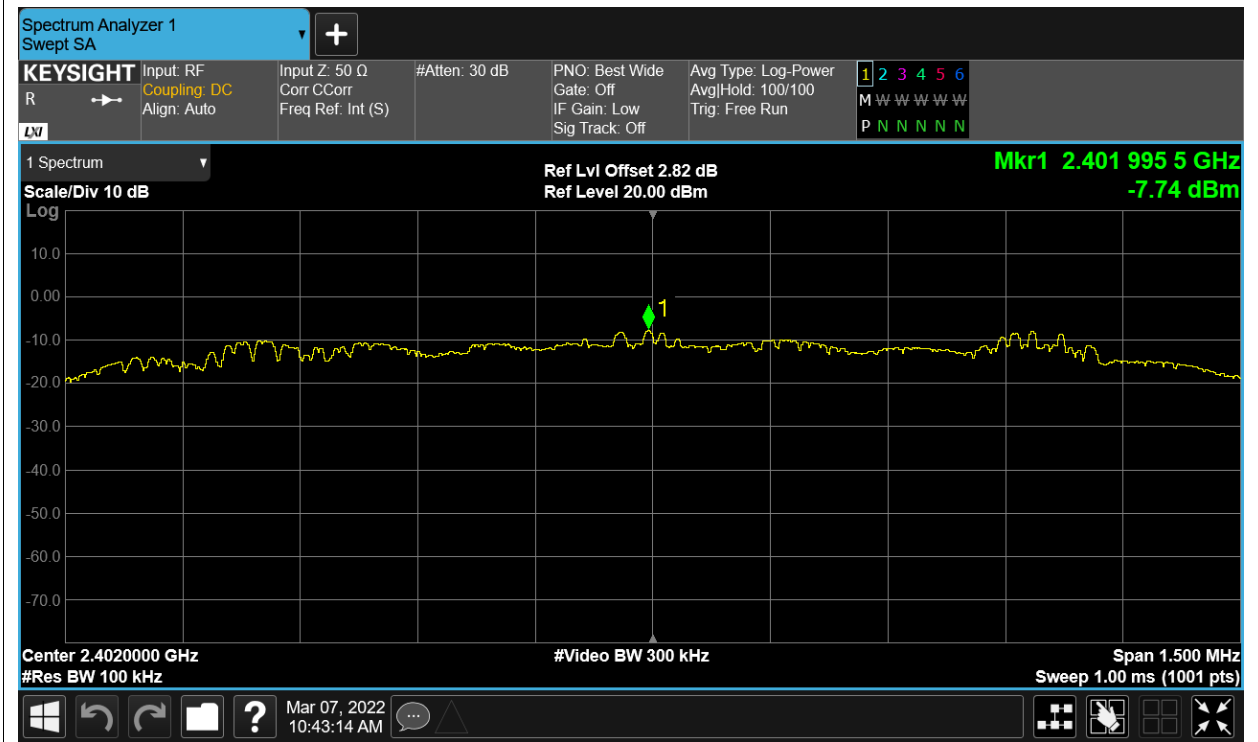 Spectrum Analyzer 1
Swept SA
KEYSIGHT
R
LXI
Input: RF
Coupling: DC
Align: Auto
Input Z: 50 Ω
Corr CCorr
Freq Ref: Int (S)
#Atten: 30 dB
PNO: Best Wide
Gate: Off
IF Gain: Low
Sig Track: Off
Avg Type: Log-Power
Avg|Hold: 100/100
Trig: Free Run
1 2 3 4 5 6
M W W W W W
P N N N N N
1 Spectrum
Scale/Div 10 dB
Log
Ref Lvl Offset 2.82 dB
Ref Level 20.00 dBm
Mkr1 2.401 995 5 GHz
-7.74 dBm
10.0
0.00
1
-10.0
-20.0
-30.0
-40.0
-50.0
-60.0
-70.0
Center 2.4020000 GHz
#Res BW 100 kHz
#Video BW 300 kHz
Span 1.500 MHz
Sweep 1.00 ms (1001 pts)
?
Mar 07, 2022
10:43:14 AM